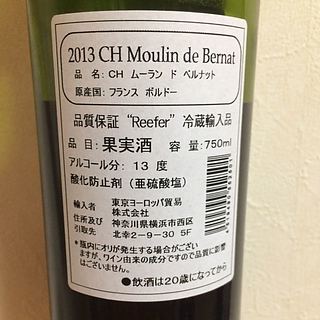 2013 CH Moulin de Bernat
品 名: CH ムーラン ド ベルナット
原産国: フランス ボルドー
品質保証 “Reefer” 冷蔵輸入品
品 目: 果実酒 容 量: 750ml
アルコール分: 13 度
酸化防止剤 (亜硫酸塩)
輸入者 東京ヨーロッパ貿易
株式会社
住所及び 神奈川県横浜市西区
引取先 北幸2-9-30 5F
*瓶内にオリが発生する場合がござい
ますが、ワイン由来の成分ですので品質に影響
はございません。
●飲酒は20歳になってから